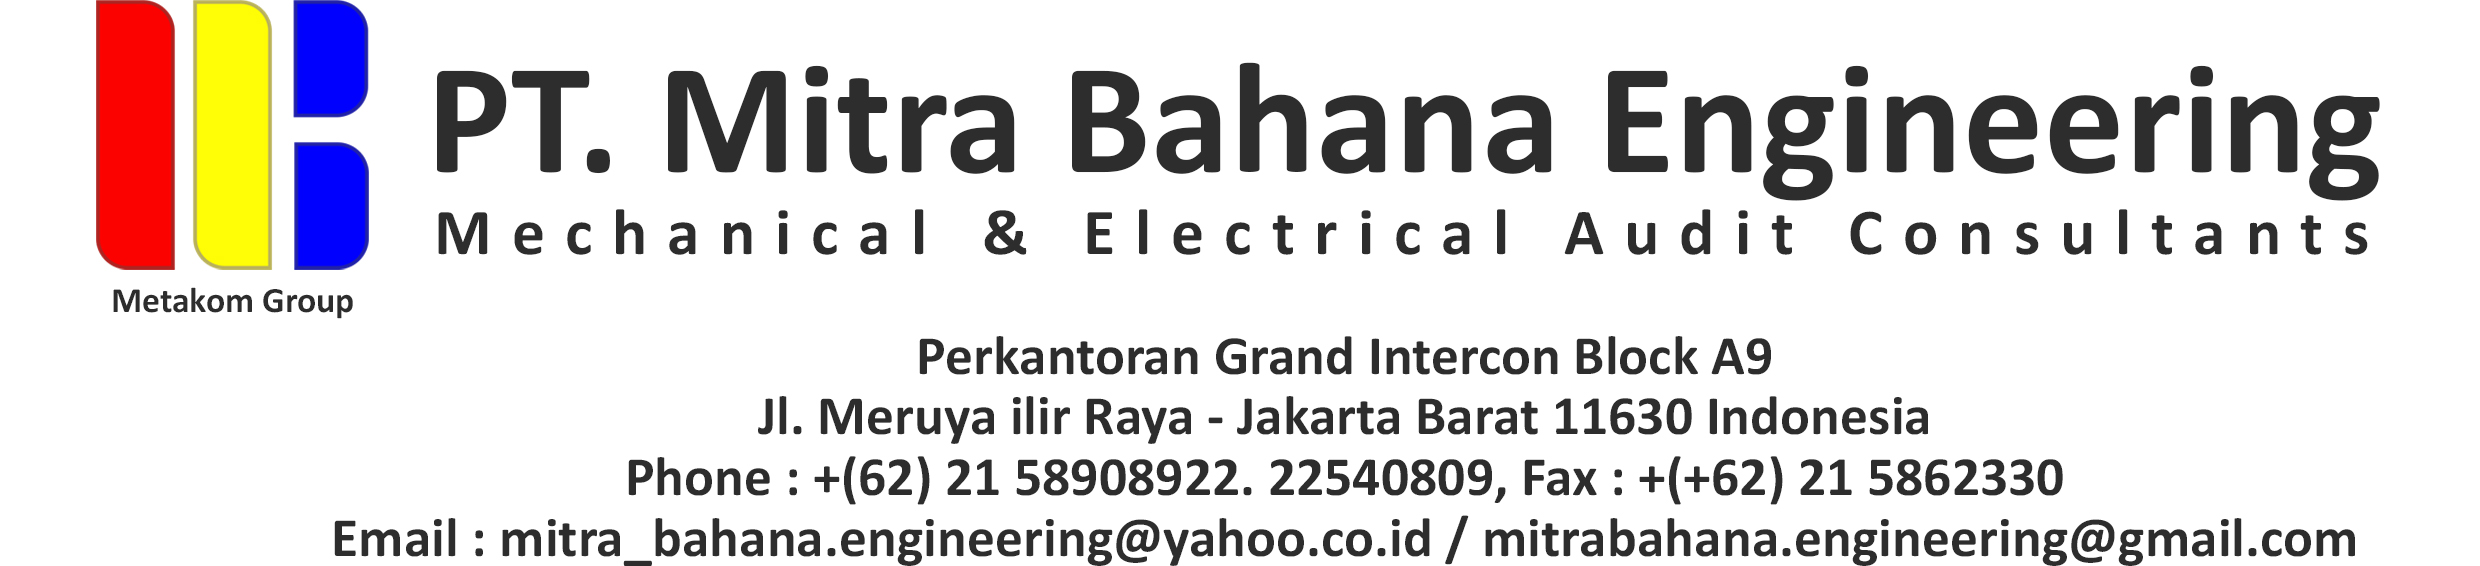 PT. Mitra Bahana Engineering
Mechanical & Electrical Audit Consultants
Metakom Group
Perkantoran Grand Intercon Block A9
Jl. Meruya ilir Raya - Jakarta Barat 11630 Indonesia
Phone : +(62) 21 58908922. 22540809, Fax : +(+62) 21 5862330
Email : mitra_bahana.engineering@yahoo.co.id / mitrabahana.engineering@gmail.com